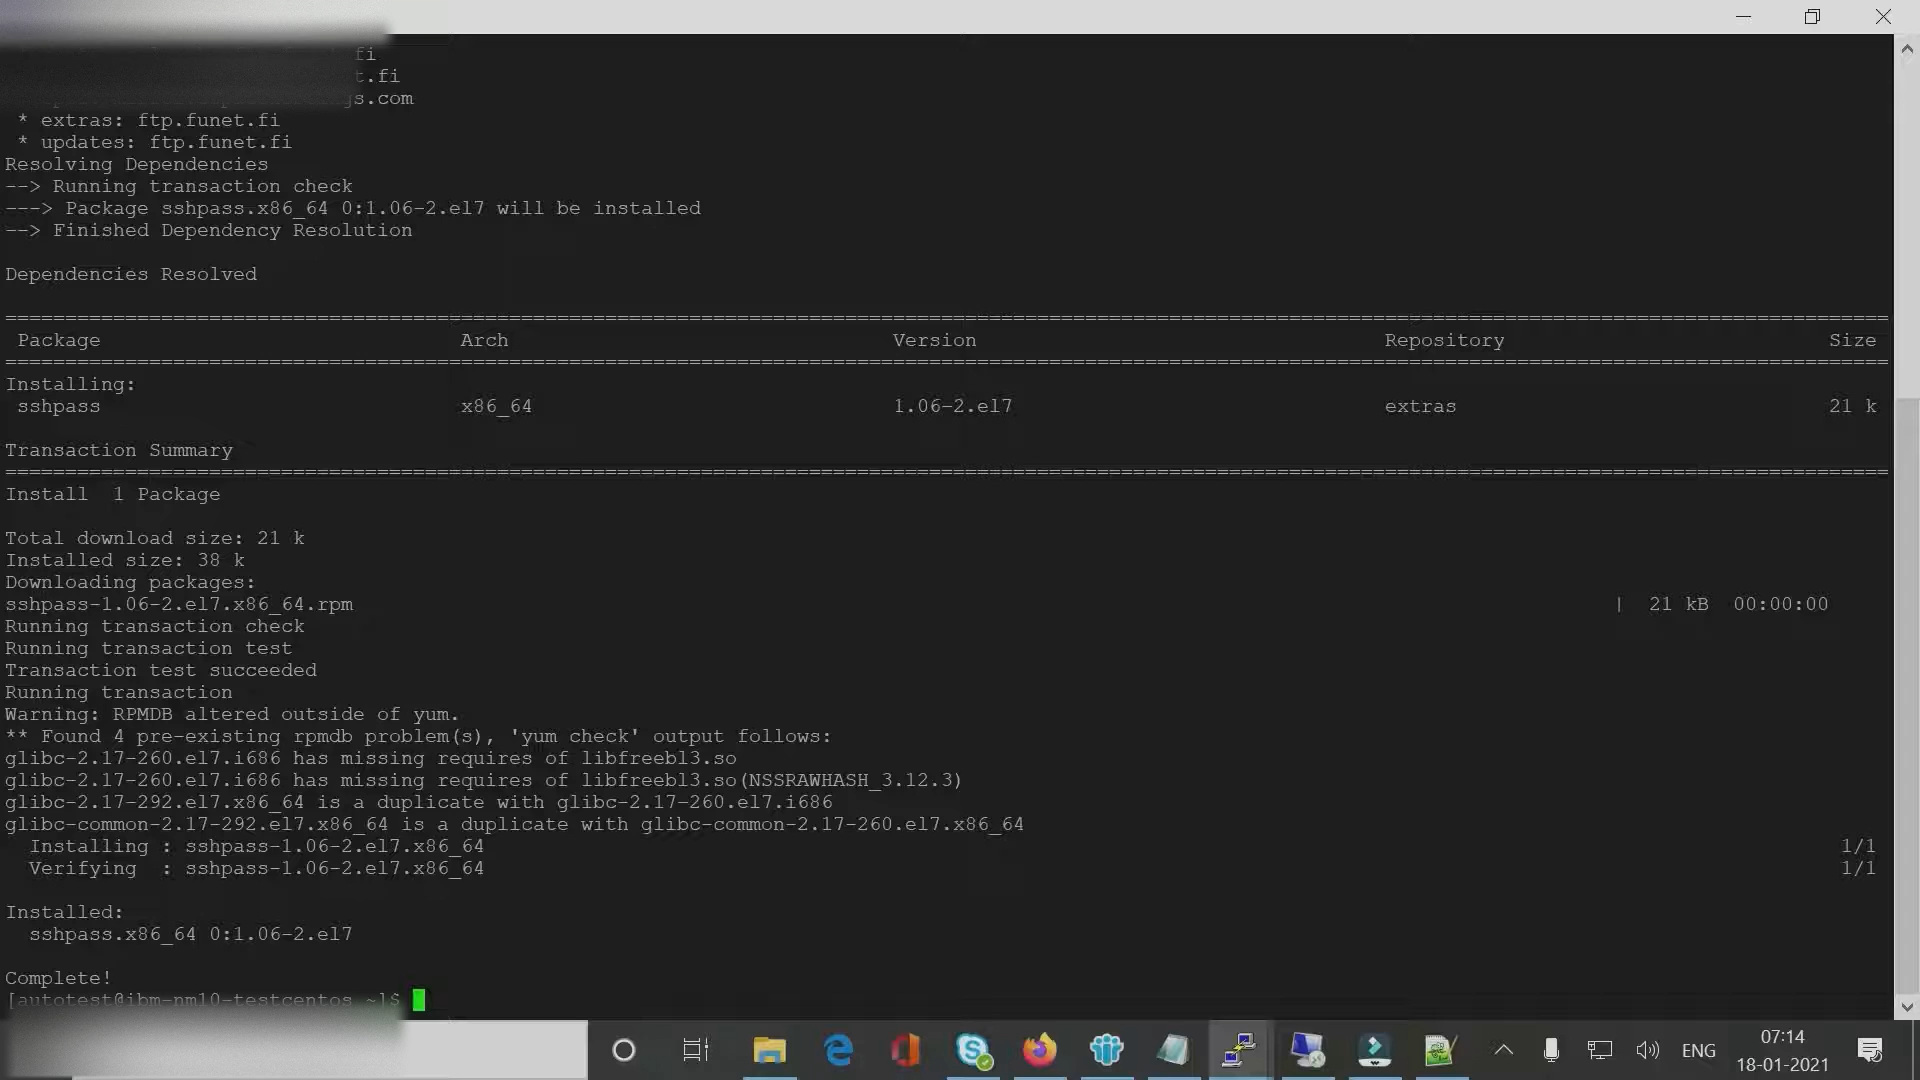 fi
t.fi
gs.com
* extras: ftp.funet.fi
* updates: ftp.funet.fi
Resolving Dependencies
--> Running transaction check
---> Package sshpass.x86_64 0:1.06-2.el7 will be installed
--> Finished Dependency Resolution
Dependencies Resolved
Package Arch Version Repository Size
Installing:
sshpass x86_64 1.06-2.el7 extras 21 k
Transaction Summary
Install 1 Package
Total download size: 21 k
Installed size: 38 k
Downloading packages:
sshpass-1.06-2.el7.x86_64.rpm | 21 kB 00:00:00
Running transaction check
Running transaction test
Transaction test succeeded
Running transaction
Warning: RPMDB altered outside of yum.
** Found 4 pre-existing rpmdb problem(s), 'yum check' output follows:
glibc-2.17-260.el7.i686 has missing requires of libfreebl3.so
glibc-2.17-260.el7.i686 has missing requires of libfreebl3.so(NSSRAWHASH_3.12.3)
glibc-2.17-292.el7.x86_64 is a duplicate with glibc-2.17-260.el7.i686
glibc-common-2.17-292.el7.x86_64 is a duplicate with glibc-common-2.17-260.el7.x86_64
Installing : sshpass-1.06-2.el7.x86_64 1/1
Verifying : sshpass-1.06-2.el7.x86_64 1/1
Installed:
sshpass.x86_64 0:1.06-2.el7
Complete!
[autotest@ibm-nm10-testcentos ~]$
ENG
07:14
18-01-2021